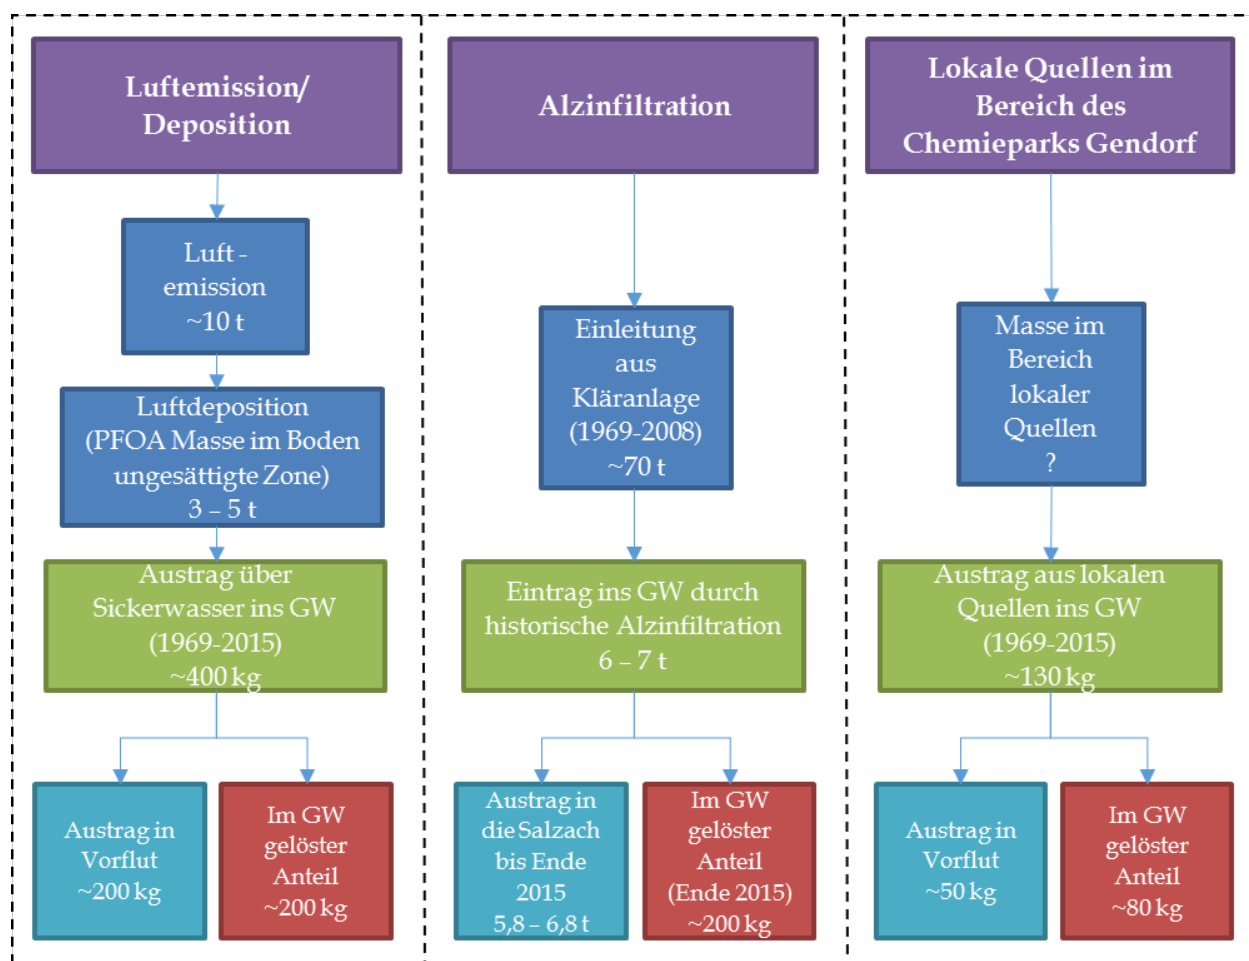 Luftemission/
Deposition
Luft -
emission
~10 t
Luftdeposition
(PFOA Masse im Boden
ungesättigte Zone)
3 – 5 t
Austrag über
Sickerwasser ins GW
(1969-2015)
~400 kg
Austrag in
Vorflut
~200 kg
Im GW
gelöster
Anteil
~200 kg
Alzinfiltration
Einleitung
aus
Kläranlage
(1969-2008)
~70 t
Eintrag ins GW durch
historische Alzinfiltration
6 – 7 t
Austrag in
die Salzach
bis Ende
2015
5,8 – 6,8 t
Im GW
gelöster
Anteil
(Ende 2015)
~200 kg
Lokale Quellen im
Bereich des
Chemieparks Gendorf
Masse im
Bereich
lokaler
Quellen
?
Austrag aus lokalen
Quellen ins GW
(1969-2015)
~130 kg
Austrag in
Vorflut
~50 kg
Im GW
gelöster
Anteil
~80 kg